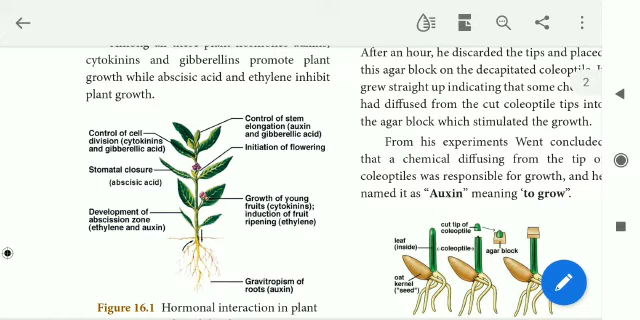 Among all these plant hormones auxins,
cytokinins and gibberellins promote plant
growth while abscisic acid and ethylene inhibit
plant growth.
Control of cell
division (cytokinins
and gibberellic acid)
Stomatal closure
(abscisic acid)
Development of
abscission zone
(ethylene and auxin)
Control of stem
elongation (auxin
and gibberellic acid)
Initiation of flowering
Growth of young
fruits (cytokinins);
induction of fruit
ripening (ethylene)
Gravitropism of
roots (auxin)
Figure 16.1 Hormonal interaction in plant
After an hour, he discarded the tips and placed
this agar block on the decapitated coleoptile.
grew straight up indicating that some
had diffused from the cut coleoptile tips into
the agar block which stimulated the growth.
From his experiments Went concluded
that a chemical diffusing from the tip of
coleoptiles was responsible for growth, and he
named it as “Auxin” meaning ‘to grow”.
2
cut tip of
coleoptile
leaf
(inside)
coleoptile
agar block
oat
kernel
("seed")